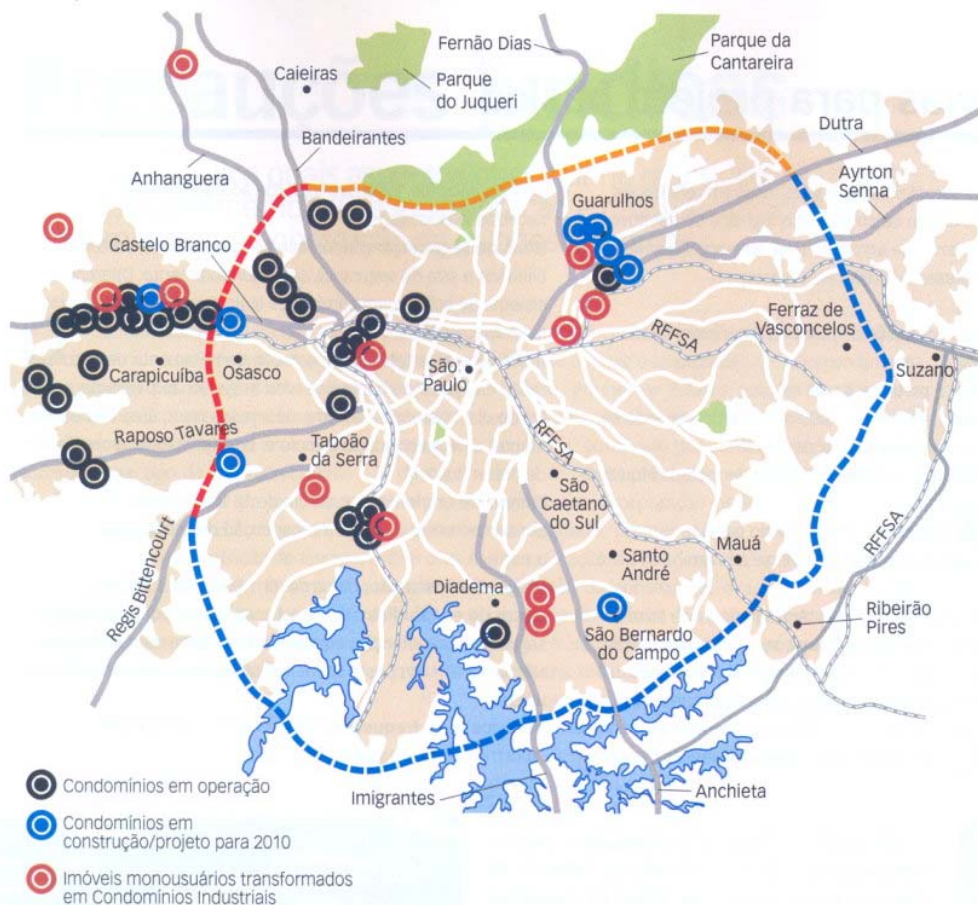 Fernão Dias
Parque da
Cantareira
Caieiras
Parque
do Juqueri
Dutra
Bandeirantes
Ayrton
Senna
Anhanguera
Guarulhos
Castelo Branco
Ferraz de
Vasconcelos
RFFSA
Suzano
Carapicuíba
Osasco
São
Paulo
Raposo Tavares
Taboão
da Serra
RFFSA
São
Caetano
do Sul
RFFSA
Mauá
Santo
André
Regis Bittencourt
Diadema
Ribeirão
Pires
São Bernardo
do Campo
Imigrantes
Anchieta
Condomínios em operação
Condomínios em
construção/projeto para 2010
Imóveis monousuários transformados
em Condomínios Industriais